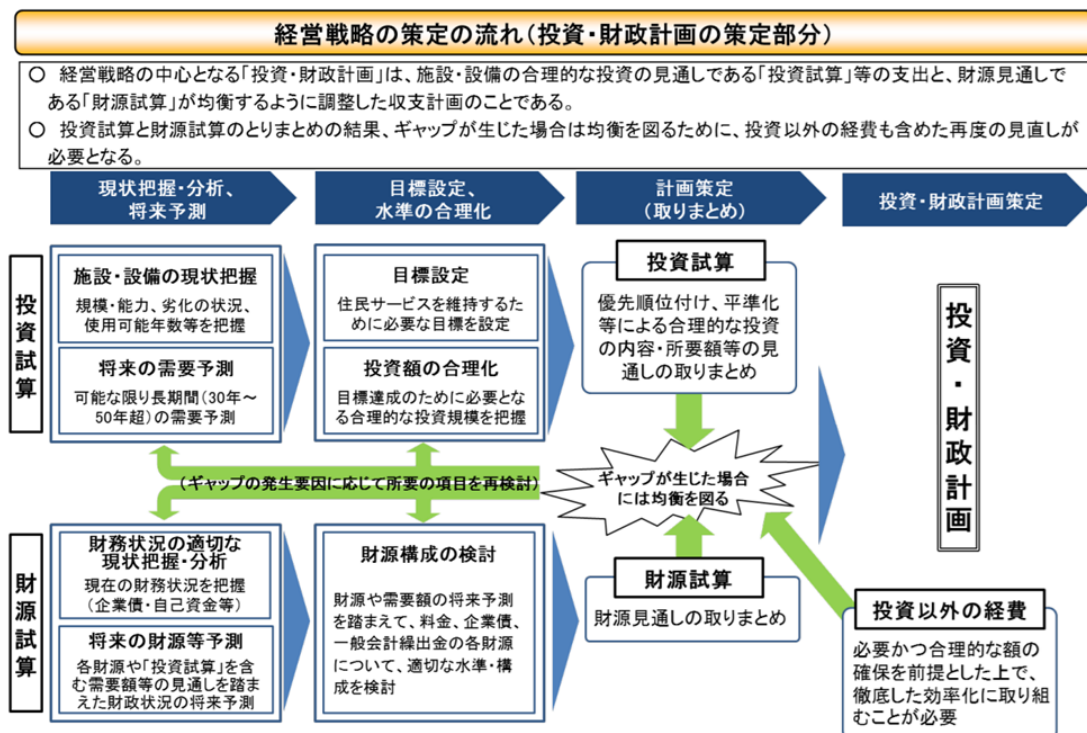 経営戦略の策定の流れ(投資・財政計画の策定部分)
○ 経営戦略の中心となる「投資・財政計画」は、施設・設備の合理的な投資の見通しである「投資試算」等の支出と、財源見通しで
ある「財源試算」が均衡するように調整した収支計画のことである。
○ 投資試算と財源試算のとりまとめの結果、ギャップが生じた場合は均衡を図るために、投資以外の経費も含めた再度の見直しが
必要となる。
現状把握・分析、
将来予測
目標設定、
水準の合理化
計画策定
(取りまとめ)
投資・財政計画策定
投資試算
施設・設備の現状把握
規模・能力、劣化の状況、
使用可能年数等を把握
将来の需要予測
可能な限り長期間(30年～
50年超)の需要予測
目標設定
住民サービスを維持するた
めに必要な目標を設定
投資額の合理化
目標達成のために必要とな
る合理的な投資規模を把握
投資試算
優先順位付け、平準化
等による合理的な投資
の内容・所要額等の見
通しの取りまとめ
投資・財政計画
(ギャップの発生要因に応じて所要の項目を再検討)
ギャップが生じた場合
には均衡を図る
財源試算
財務状況の適切な
現状把握・分析
現在の財務状況を把握
(企業債・自己資金等)
将来の財源等予測
各財源や「投資試算」を含
む需要額等の見通しを踏ま
えた財政状況の将来予測
財源構成の検討
財源や需要額の将来予測
を踏まえて、料金、企業債、
一般会計繰出金の各財源
について、適切な水準・構
成を検討
財源試算
財源見通しの取りまとめ
投資以外の経費
必要かつ合理的な額の
確保を前提とした上で、
徹底した効率化に取り組
むことが必要